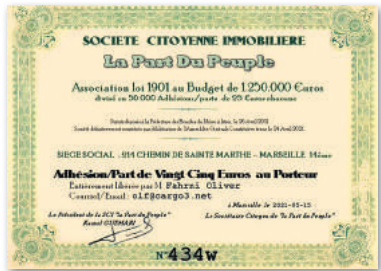 SOCIETE CITOYENNE IMMOBILIERE
La Part Du Peuple
Association loi 1901 au Budget de 1.250.000 Euros
divisé en 50 000 Adhésions/parts de 25 Euros chacune
SIEGE SOCIAL : 214 CHEMIN DE SAINTE MARTHE – MARSEILLE 14ème
Adhésion/Part de Vingt Cinq Euros au Porteur
Entièrement libérée par M Fahrni Oliver
Courriel/Email : olf@cargo3.net
à Marseille le 2021-05-15
Le Président de la SCI "la Part du Peuple"
Le Secrétaire Citoyen de "la Part du Peuple"
Kamel GUEMARI
N°434w